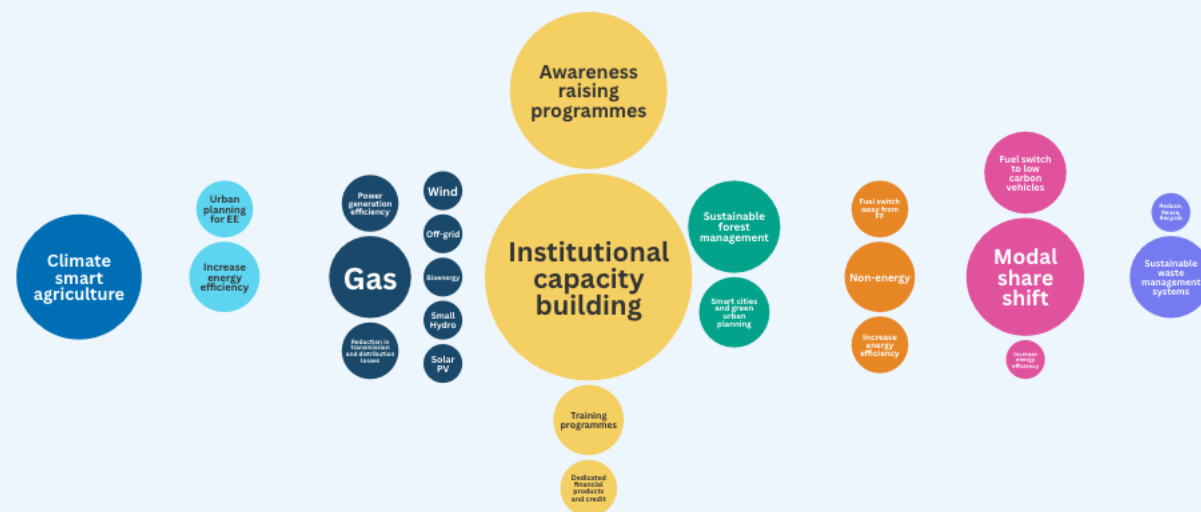 Climate
smart
agriculture
Urban
planning
for EE
Increase
energy
efficiency
Power
generation
efficiency
Gas
Reduction in
transmission
and distribution
losses
Wind
Off-grid
Bioenergy
Small
Hydro
Solar
PV
Awareness
raising
programmes
Institutional
capacity
building
Training
programmes
Dedicated
financial
products
and credit
Sustainable
forest
management
Smart cities
and green
urban
planning
Fuel switch
away from
FF
Non-energy
Increase
energy
efficiency
Fuel switch
to low
carbon
vehicles
Modal
share
shift
Increase
energy
efficiency
Reduce,
Reuse,
Recycle
Sustainable
waste
management
systems